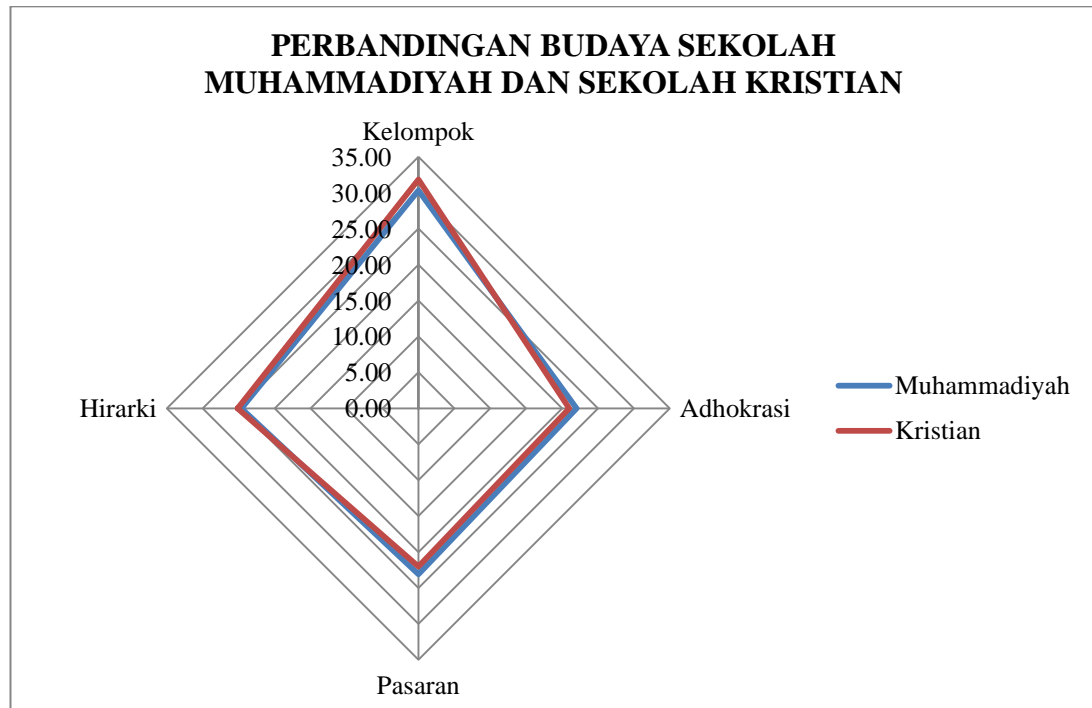 PERBANDINGAN BUDAYA SEKOLAH
MUHAMMADIYAH DAN SEKOLAH KRISTIAN
Kelompok
35.00
30.00
25.00
20.00
15.00
10.00
5.00
0.00
Hirarki
Adhokrasi
Pasaran
Muhammadiyah
Kristian